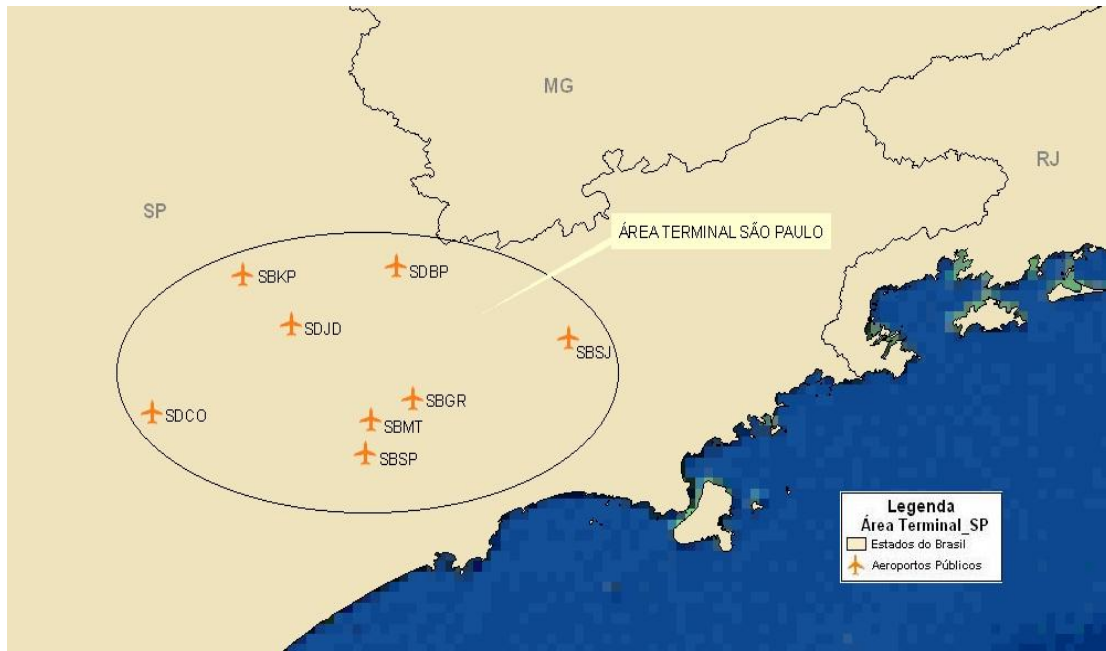 MG
RJ
SP
ÁREA TERMINAL SÃO PAULO
SBKP
SDBP
SDJD
SBSJ
SBGR
SDCO
SBMT
SBSP
Legenda
Área Terminal_SP
Estados do Brasil
Aeroportos Públicos